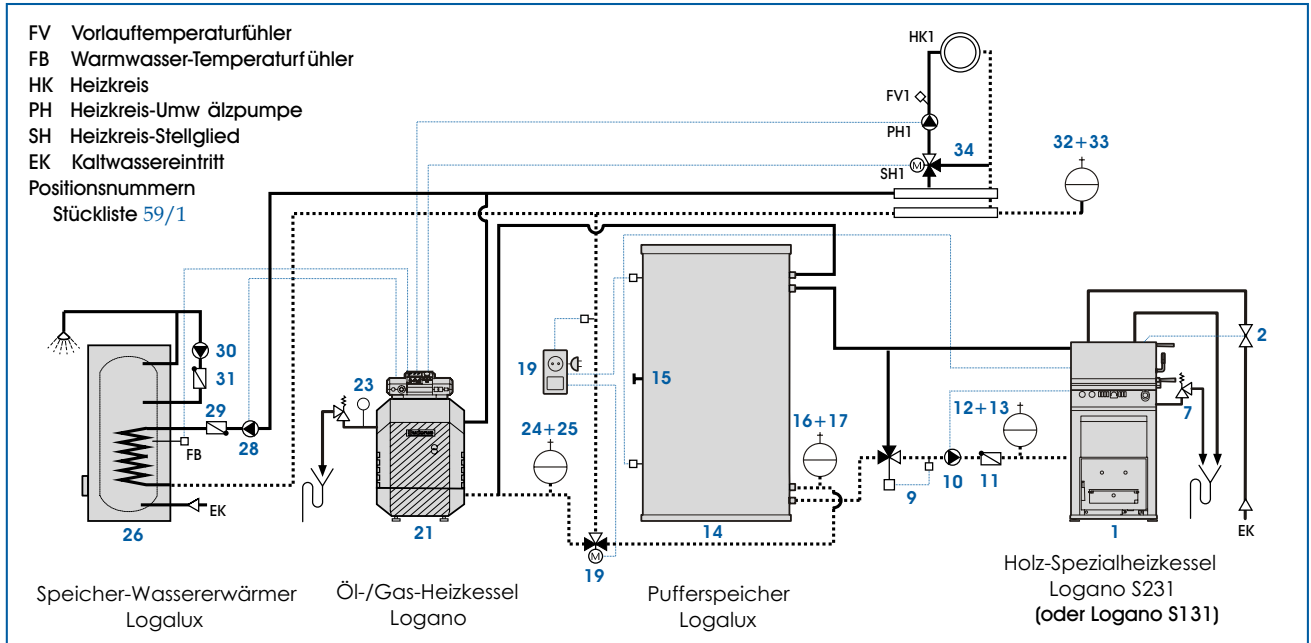 FV Vorlauftemperaturfühler
FB Warmwasser-Temperaturfühler
HK Heizkreis
PH Heizkreis-Umw älzpumpe
SH Heizkreis-Stellglied
EK Kaltwassereintritt
Positionsnummern
Stückliste 59/1
HK1
FV1
PH1
M
SH1
34
32+33
30
31
29
28
FB
EK
26
23
24+25
21
19
M
19
15
14
16+17
9
10
11
12+13
2
7
1
EK
Speicher-Wassererwärmer
Logalux
Öl-/Gas-Heizkessel
Logano
Pufferspeicher
Logalux
Holz-Spezialheizkessel
Logano S231
(oder Logano S131)